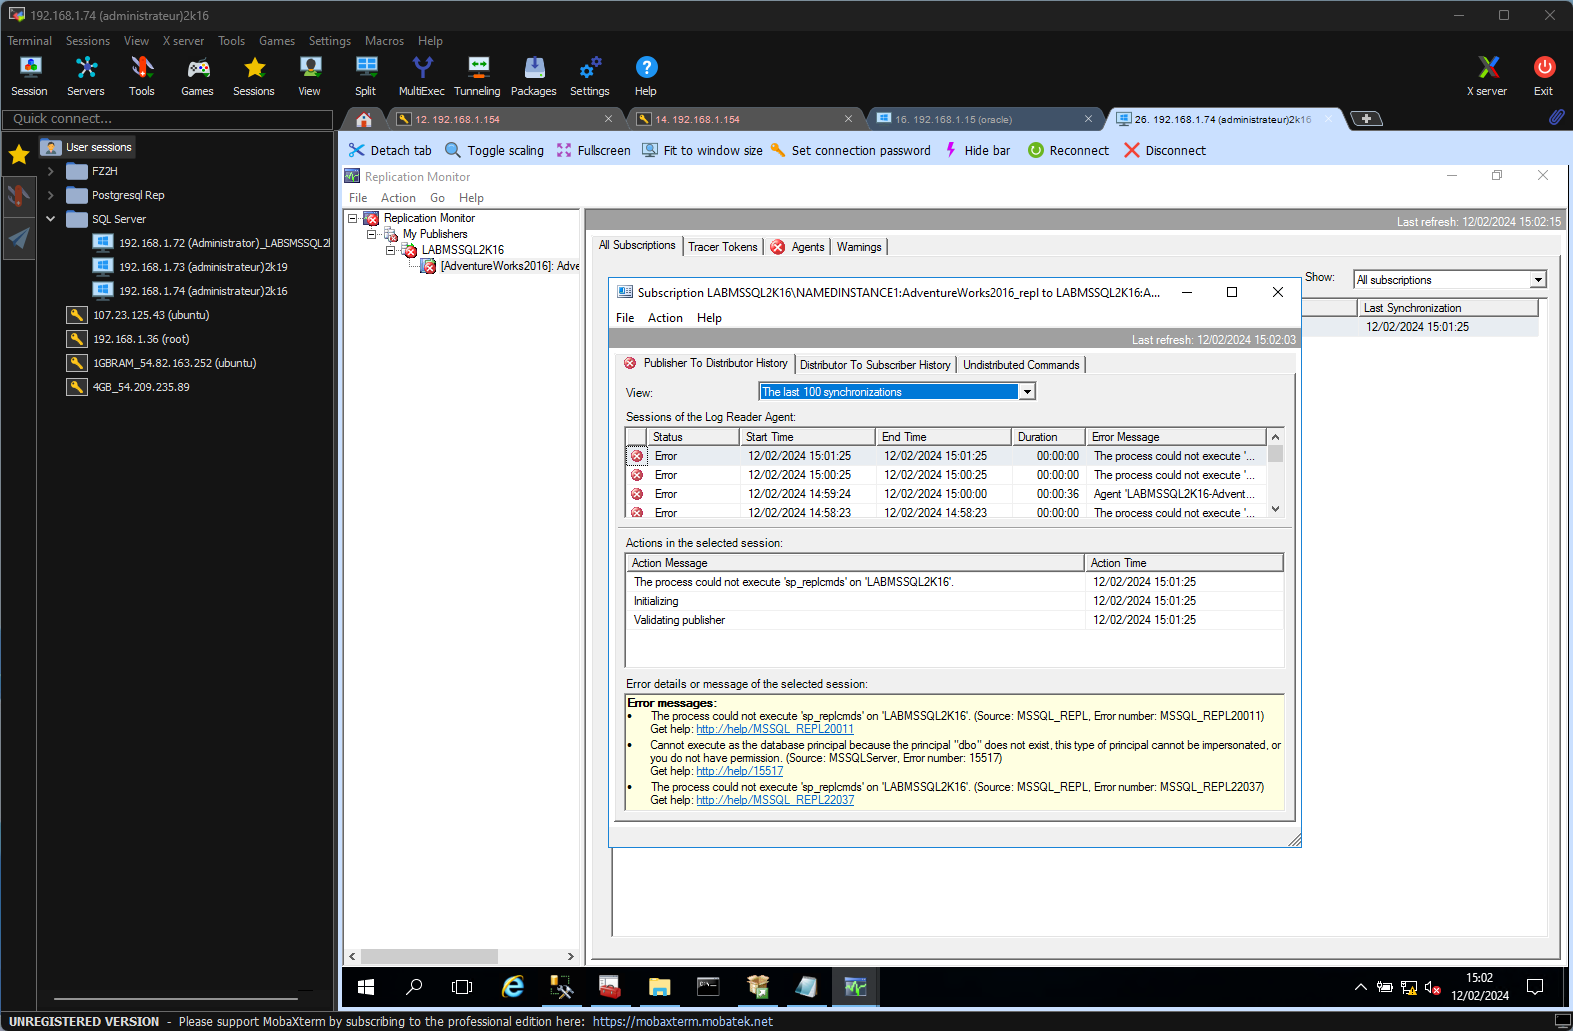 192.168.1.74 (administrateur)2k16
Terminal Sessions View X server Tools Games Settings Macros Help
Session Servers Tools Games Sessions View Split MultiExec Tunneling Packages Settings Help X server Exit
Quick connect...
12. 192.168.1.154
14. 192.168.1.154
16. 192.168.1.15 (oracle)
26. 192.168.1.74 (administrateur)2k16
Detach tab Toggle scaling Fullscreen Fit to window size Set connection password Hide bar Reconnect Disconnect
User sessions
FZ2H
Postgresql Rep
SQL Server
192.168.1.72 (Administrator)_LABSMSSQL2l
192.168.1.73 (administrateur)2k19
192.168.1.74 (administrateur)2k16
107.23.125.43 (ubuntu)
192.168.1.36 (root)
1GBRAM_54.82.163.252 (ubuntu)
4GB_54.209.235.89
Replication Monitor
File Action Go Help
Replication Monitor
My Publishers
LABMSSQL2K16
[AdventureWorks2016]: Adve
Last refresh: 12/02/2024 15:02:15
All Subscriptions Tracer Tokens Agents Warnings
Show: All subscriptions
Last Synchronization
12/02/2024 15:01:25
Subscription LABMSSQL2K16\NAMEDINSTANCE1:AdventureWorks2016_repl to LABMSSQL2K16:A...
File Action Help
Last refresh: 12/02/2024 15:02:03
Publisher To Distributor History Distributor To Subscriber History Undistributed Commands
View: The last 100 synchronizations
Sessions of the Log Reader Agent:
Status Start Time End Time Duration Error Message
Error 12/02/2024 15:01:25 12/02/2024 15:01:25 00:00:00 The process could not execute '...
Error 12/02/2024 15:00:25 12/02/2024 15:00:25 00:00:00 The process could not execute '...
Error 12/02/2024 14:59:24 12/02/2024 15:00:00 00:00:36 Agent 'LABMSSQL2K16-Advent...
Error 12/02/2024 14:58:23 12/02/2024 14:58:23 00:00:00 The process could not execute '...
Actions in the selected session:
Action Message Action Time
The process could not execute 'sp_replcmds' on 'LABMSSQL2K16'. 12/02/2024 15:01:25
Initializing 12/02/2024 15:01:25
Validating publisher 12/02/2024 15:01:25
Error details or message of the selected session:
Error messages:
• The process could not execute 'sp_replcmds' on 'LABMSSQL2K16'. (Source: MSSQL_REPL, Error number: MSSQL_REPL20011)
Get help: http://help/MSSQL_REPL20011
• Cannot execute as the database principal because the principal "dbo" does not exist, this type of principal cannot be impersonated, or
you do not have permission. (Source: MSSQLServer, Error number: 15517)
Get help: http://help/15517
• The process could not execute 'sp_replcmds' on 'LABMSSQL2K16'. (Source: MSSQL_REPL, Error number: MSSQL_REPL22037)
Get help: http://help/MSSQL_REPL22037
15:02
12/02/2024
UNREGISTERED VERSION - Please support MobaXterm by subscribing to the professional edition here: https://mobaxterm.mobatek.net